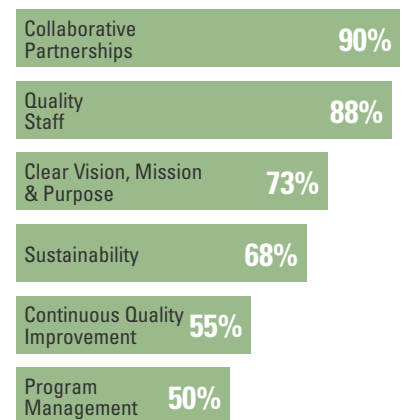 Collaborative
Partnerships
90%
Quality
Staff
88%
Clear Vision, Mission
& Purpose
73%
Sustainability
68%
Continuous Quality
Improvement
55%
Program
Management
50%